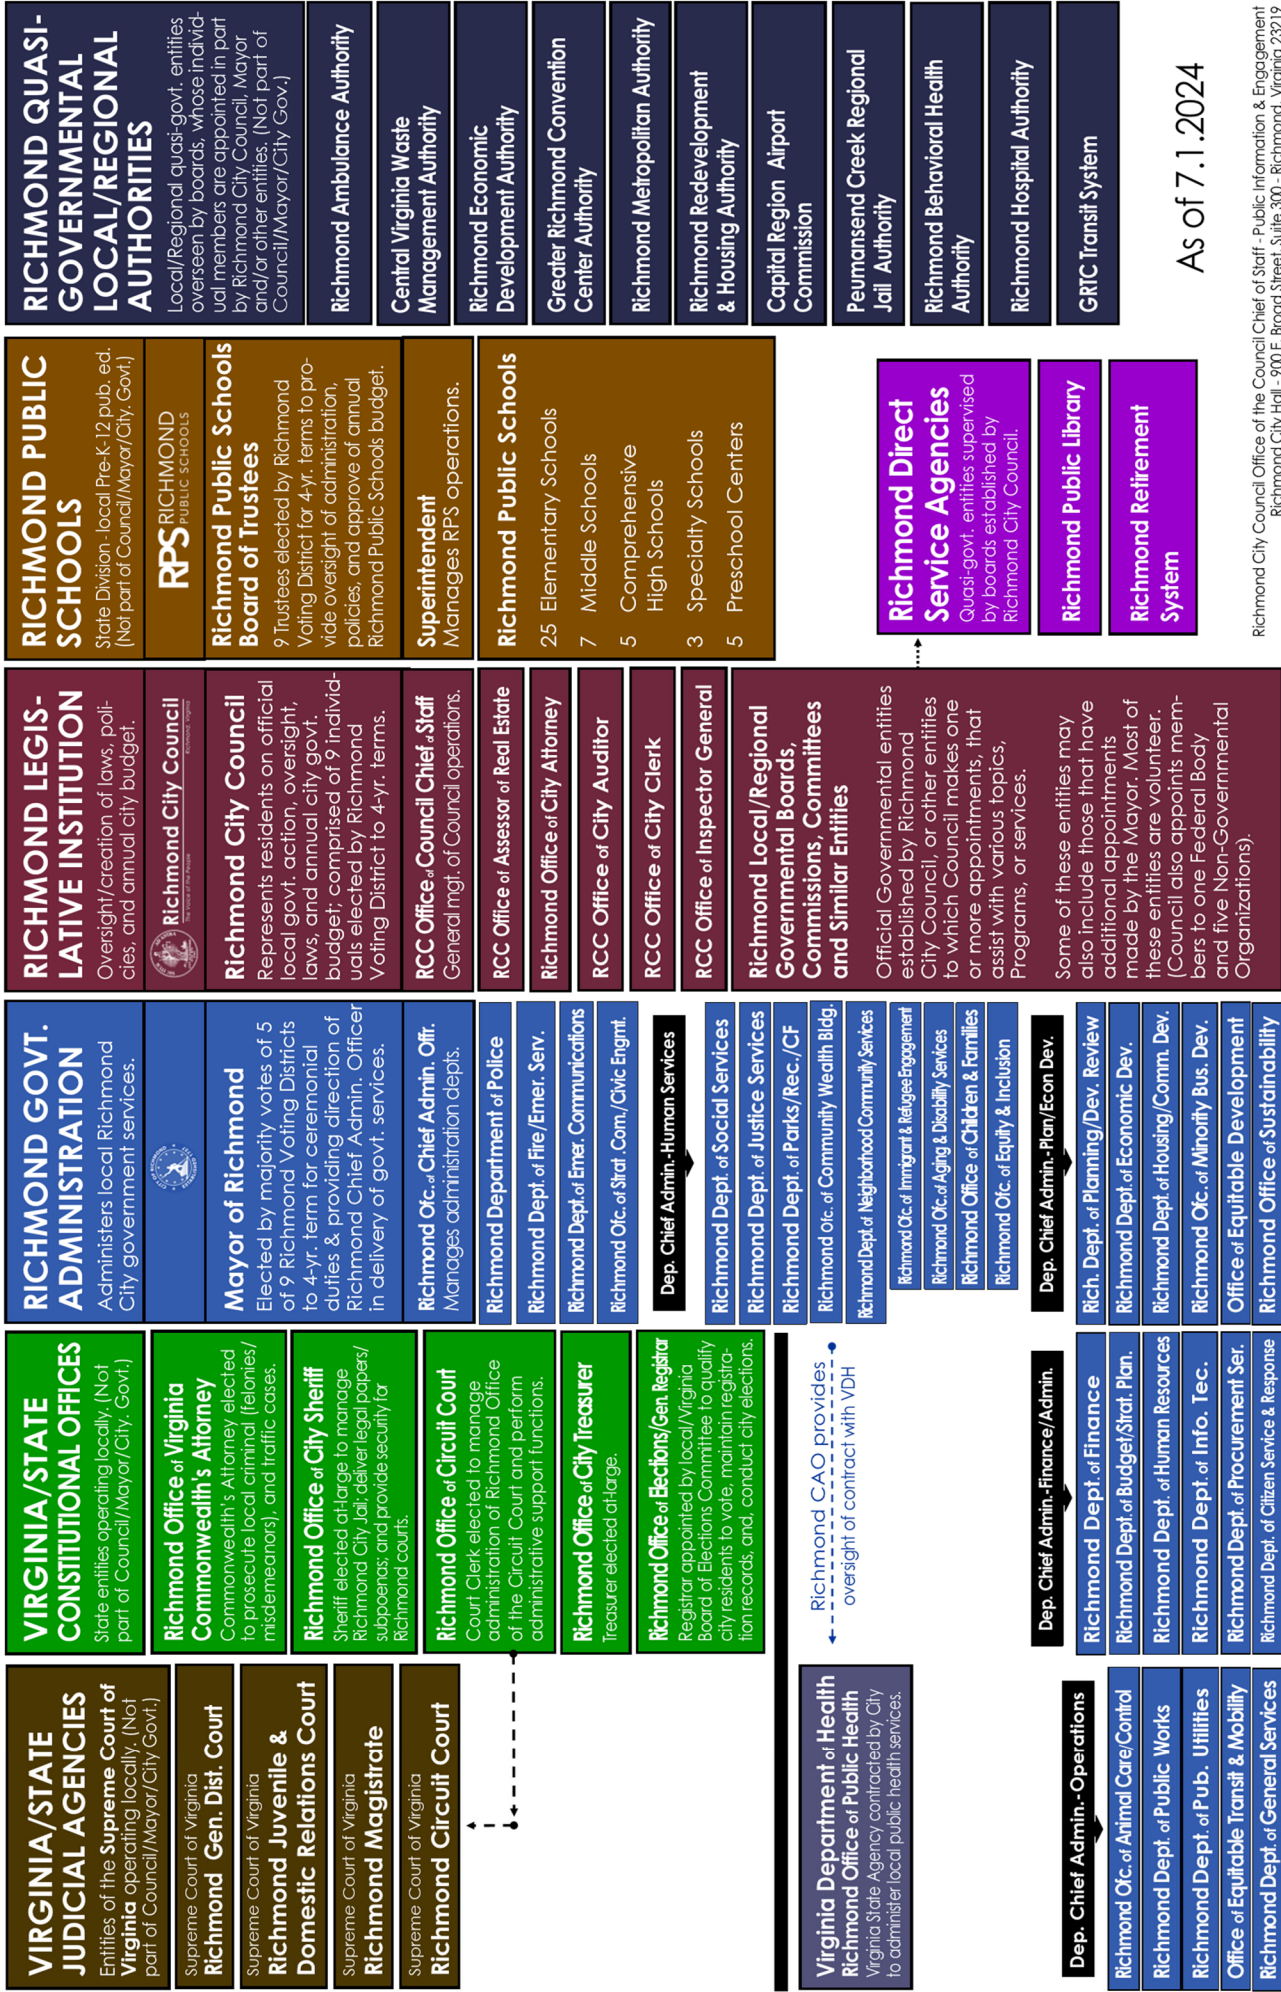 VIRGINIA/STATE
JUDICIAL AGENCIES
Entities of the Supreme Court of
Virginia operating locally. (Not
part of Council/Mayor/City Govt.)
Supreme Court of Virginia
Richmond Gen. Dist. Court
Supreme Court of Virginia
Richmond Juvenile &
Domestic Relations Court
Supreme Court of Virginia
Richmond Magistrate
Supreme Court of Virginia
Richmond Circuit Court
VIRGINIA/STATE
CONSTITUTIONAL OFFICES
State entities operating locally. (Not
part of Council/Mayor/City. Govt.)
Richmond Office of Virginia
Commonwealth's Attorney
Commonwealth's Attorney elected
to prosecute local criminal (felonies/
misdemeanors), and traffic cases.
Richmond Office of City Sheriff
Sheriff elected at-large to manage
Richmond City Jail; deliver legal papers/
subpoenas; and provide security for
Richmond courts.
Richmond Office of Circuit Court
Court Clerk elected to manage
administration of Richmond Office
of the Circuit Court and perform
administrative support functions.
Richmond Office of City Treasurer
Treasurer elected at-large.
Richmond Office of Elections/Gen. Registrar
Registrar appointed by local/Virginia
Board of Elections Committee to qualify
city residents to vote, maintain registra-
tion records, and, conduct city elections.
RICHMOND GOVT.
ADMINISTRATION
Administers local Richmond
City government services.
CITY OF RICHMOND
Mayor of Richmond
Elected by majority votes of 5
of 9 Richmond Voting Districts
to 4-yr. term for ceremonial
duties & providing direction of
Richmond Chief Admin. Officer
in delivery of govt. services.
Richmond Ofc. of Chief Admin. Ofr.
Manages administration depts.
Richmond Department of Police
Richmond Dept. of Fire/Emer. Serv.
Richmond Dept. of Emer. Communications
Richmond Ofc. of Strat. Com./Civic Engmt.
Dep. Chief Admin.-Human Services
Richmond Dept. of Social Services
Richmond Dept. of Justice Services
Richmond Dept. of Parks/Rec./CF
Richmond Ofc. of Community Wealth Bldg.
Richmond Dept of Neighborhood Community Services
Richmond Ofc. of Immigrant & Refugee Engagement
Richmond Ofc. of Aging & Disability Services
Richmond Office of Children & Families
Richmond Ofc. of Equity & Inclusion
RICHMOND LEGIS-
LATIVE INSTITUTION
Oversight/creation of laws, poli-
cies, and annual city budget.
Richmond City Council
The Voice of the People
Richmond, Virginia
Richmond City Council
Represents residents on official
local govt. action, oversight,
laws, and annual city govt.
budget; comprised of 9 individ-
uals elected by Richmond
Voting District to 4-yr. terms.
RCC Office of Council Chief of Staff
General mgt. of Council operations.
RCC Office of Assessor of Real Estate
Richmond Office of City Attorney
RCC Office of City Auditor
RCC Office of City Clerk
RCC Office of Inspector General
Richmond Local/Regional
Governmental Boards,
Commissions, Committees
and Similar Entities
Official Governmental entities
established by Richmond
City Council, or other entities
to which Council makes one
or more appointments, that
assist with various topics,
Programs, or services.
Some of these entities may
also include those that have
additional appointments
made by the Mayor. Most of
these entities are volunteer.
(Council also appoints mem-
bers to one Federal Body
and five Non-Governmental
Organizations).
RICHMOND PUBLIC
SCHOOLS
State Division - local Pre-K-12 pub. ed.
(Not part of Council/Mayor/City. Govt.)
RPS RICHMOND
PUBLIC SCHOOLS
Richmond Public Schools
Board of Trustees
9 Trustees elected by Richmond
Voting District for 4-yr. terms to pro-
vide oversight of administration,
policies, and approve of annual
Richmond Public Schools budget.
Superintendent
Manages RPS operations.
Richmond Public Schools
25 Elementary Schools
7 Middle Schools
5 Comprehensive
High Schools
3 Specialty Schools
5 Preschool Centers
Richmond Direct
Service Agencies
Quasi-govt. entities supervised
by boards established by
Richmond City Council.
Richmond Public Library
Richmond Retirement
System
RICHMOND QUASI-
GOVERNMENTAL
LOCAL/REGIONAL
AUTHORITIES
Local/Regional quasi-govt. entities
overseen by boards, whose individ-
ual members are appointed in part
by Richmond City Council, Mayor
and/or other entities. (Not part of
Council/Mayor/City Gov.)
Richmond Ambulance Authority
Central Virginia Waste
Management Authority
Richmond Economic
Development Authority
Greater Richmond Convention
Center Authority
Richmond Metropolitan Authority
Richmond Redevelopment
& Housing Authority
Capital Region Airport
Commission
Peumansend Creek Regional
Jail Authority
Richmond Behavioral Health
Authority
Richmond Hospital Authority
GRTC Transit System
Virginia Department of Health
Richmond Office of Public Health
Virginia State Agency contracted by City
to administer local public health services.
Richmond CAO provides
oversight of contract with VDH
Dep. Chief Admin.-Operations
Richmond Ofc. of Animal Care/Control
Richmond Dept. of Public Works
Richmond Dept. of Pub. Utilities
Office of Equitable Transit & Mobility
Richmond Dept. of General Services
Dep. Chief Admin.-Finance/Admin.
Richmond Dept. of Finance
Richmond Dept. of Budget/Strat. Plan.
Richmond Dept. of Human Resources
Richmond Dept. of Info. Tec.
Richmond Dept. of Procurement Ser.
Richmond Dept. of Citizen Service & Response
Dep. Chief Admin.-Plan/Econ Dev.
Rich. Dept. of Planning/Dev. Review
Richmond Dept. of Economic Dev.
Richmond Dept. of Housing/Comm. Dev.
Richmond Ofc. of Minority Bus. Dev.
Office of Equitable Development
Richmond Office of Sustainability
As of 7.1.2024
Richmond City Council Office of the Council Chief of Staff - Public Information & Engagement
Richmond City Hall - 900 E. Broad Street, Suite 300 - Richmond, Virginia 23219